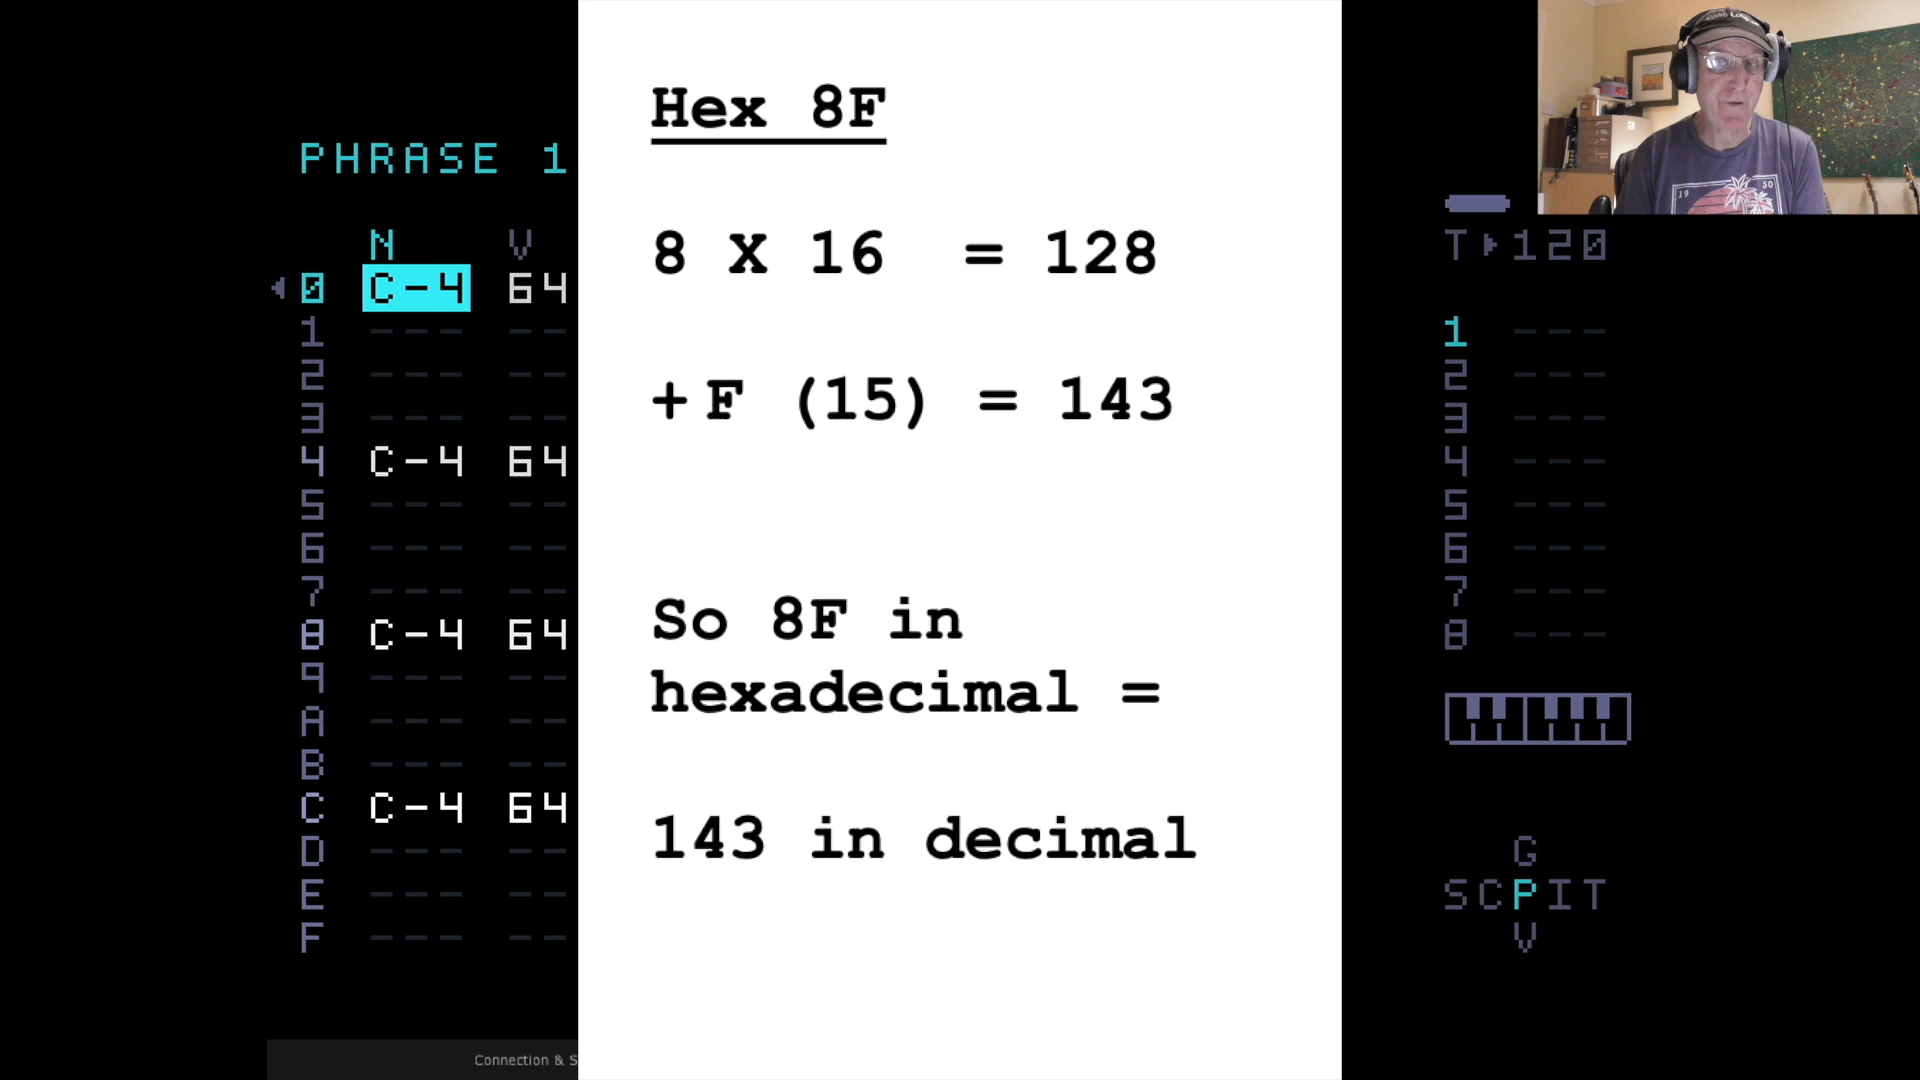 PHRASE 1
N V
0 C-4 64
1 --- --
2 --- --
3 --- --
4 C-4 64
5 --- --
6 --- --
7 --- --
8 C-4 64
9 --- --
A --- --
B --- --
C C-4 64
D --- --
E --- --
F --- --
Connection & S
Hex 8F
8 X 16 = 128
+F (15) = 143
So 8F in
hexadecimal =
143 in decimal
19 50
T 120
1 ---
2 ---
3 ---
4 ---
5 ---
6 ---
7 ---
8 ---
G
SCPIT
V